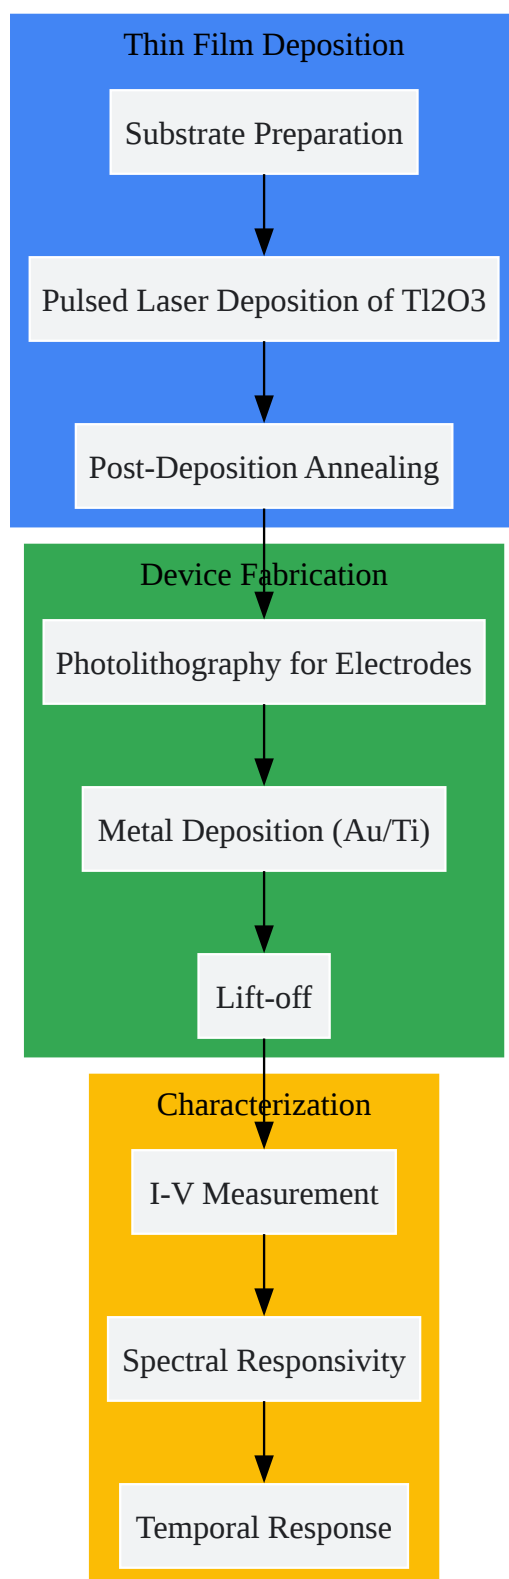 Thin Film Deposition
Substrate Preparation
Pulsed Laser Deposition of Tl2O3
Post-Deposition Annealing
Device Fabrication
Photolithography for Electrodes
Metal Deposition (Au/Ti)
Lift-off
Characterization
I-V Measurement
Spectral Responsivity
Temporal Response